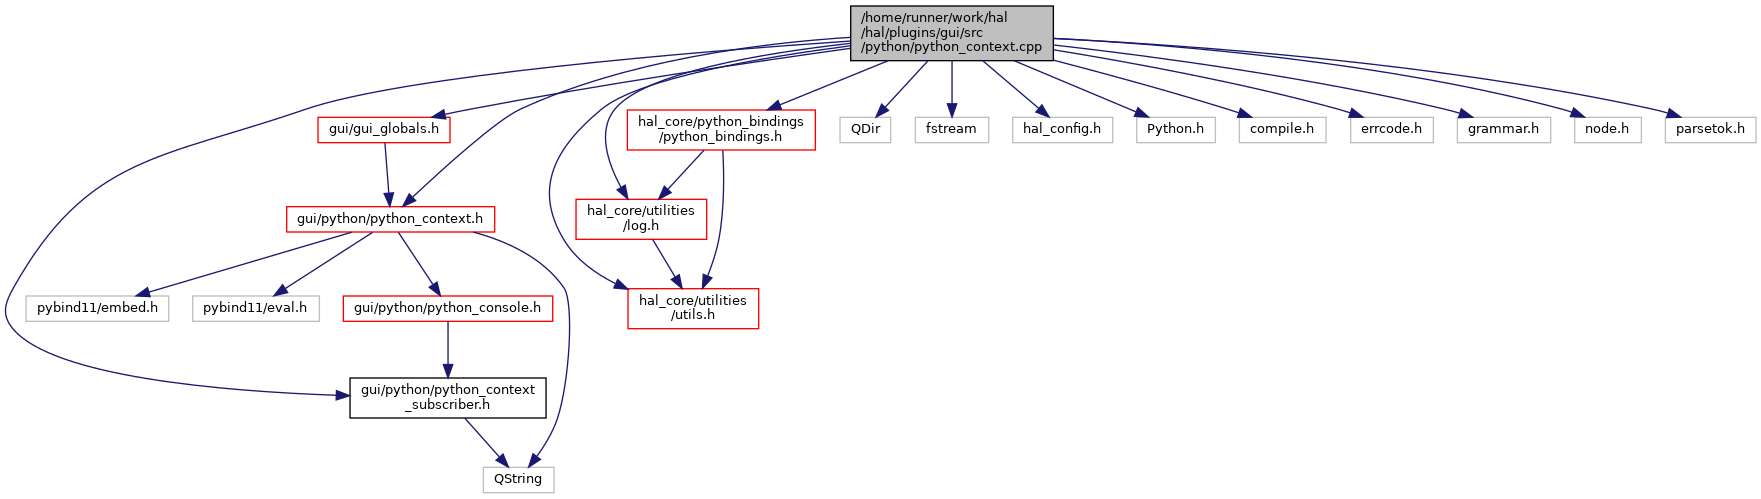 /home/runner/work/hal
/hal/plugins/gui/src
/python/python_context.cpp
gui/gui_globals.h
hal_core/python_bindings
/python_bindings.h
QDir
fstream
hal_config.h
Python.h
compile.h
errcode.h
grammar.h
node.h
parsetok.h
gui/python/python_context.h
hal_core/utilities
/log.h
pybind11/embed.h
pybind11/eval.h
gui/python/python_console.h
hal_core/utilities
/utils.h
gui/python/python_context
_subscriber.h
QString